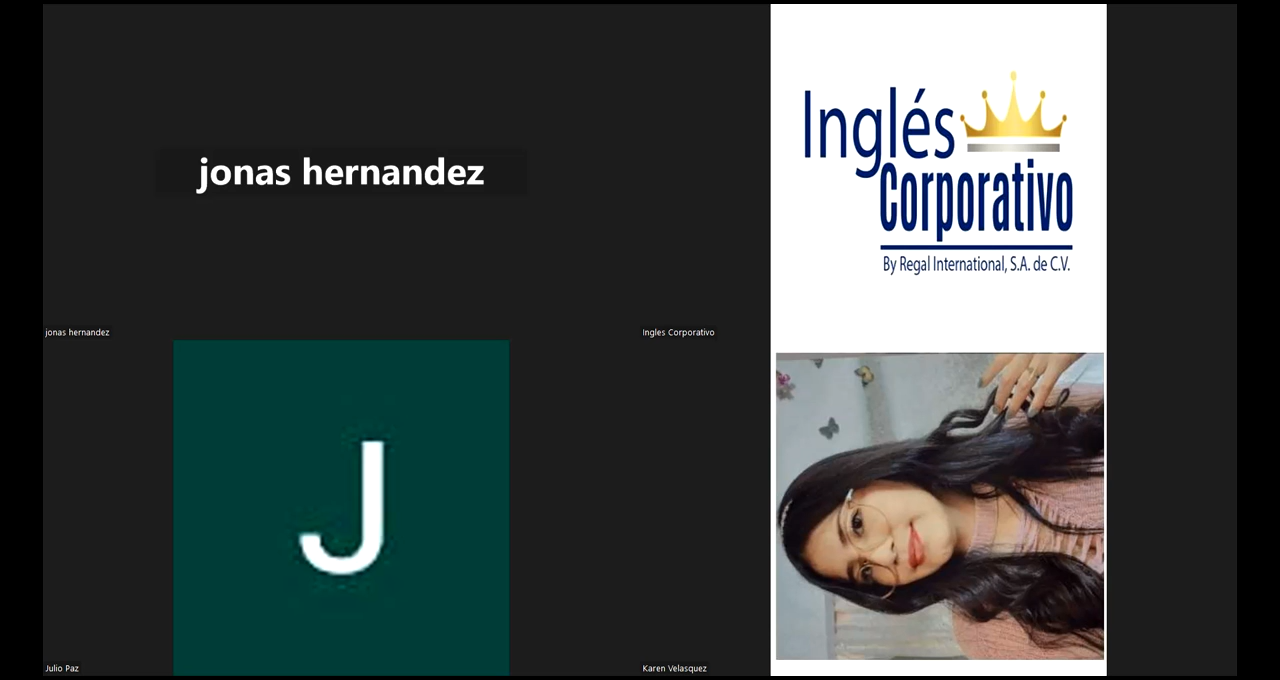 jonas hernandez
Inglés
Corporativo
By Regal International, S.A. de C.V.
jonas hernandez
Ingles Corporativo
J
Julio Paz
Karen Velasquez